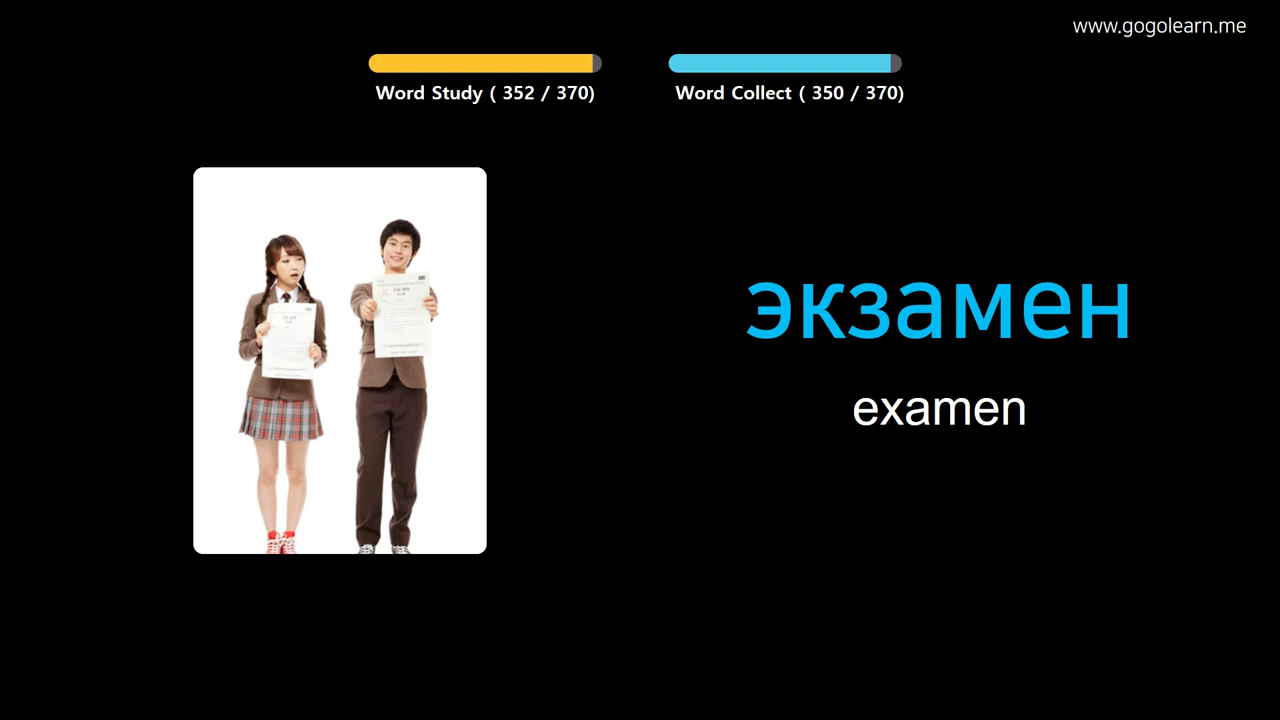 www.gogolearn.me
Word Study ( 352 / 370)
Word Collect ( 350 / 370)
экзамен
examen